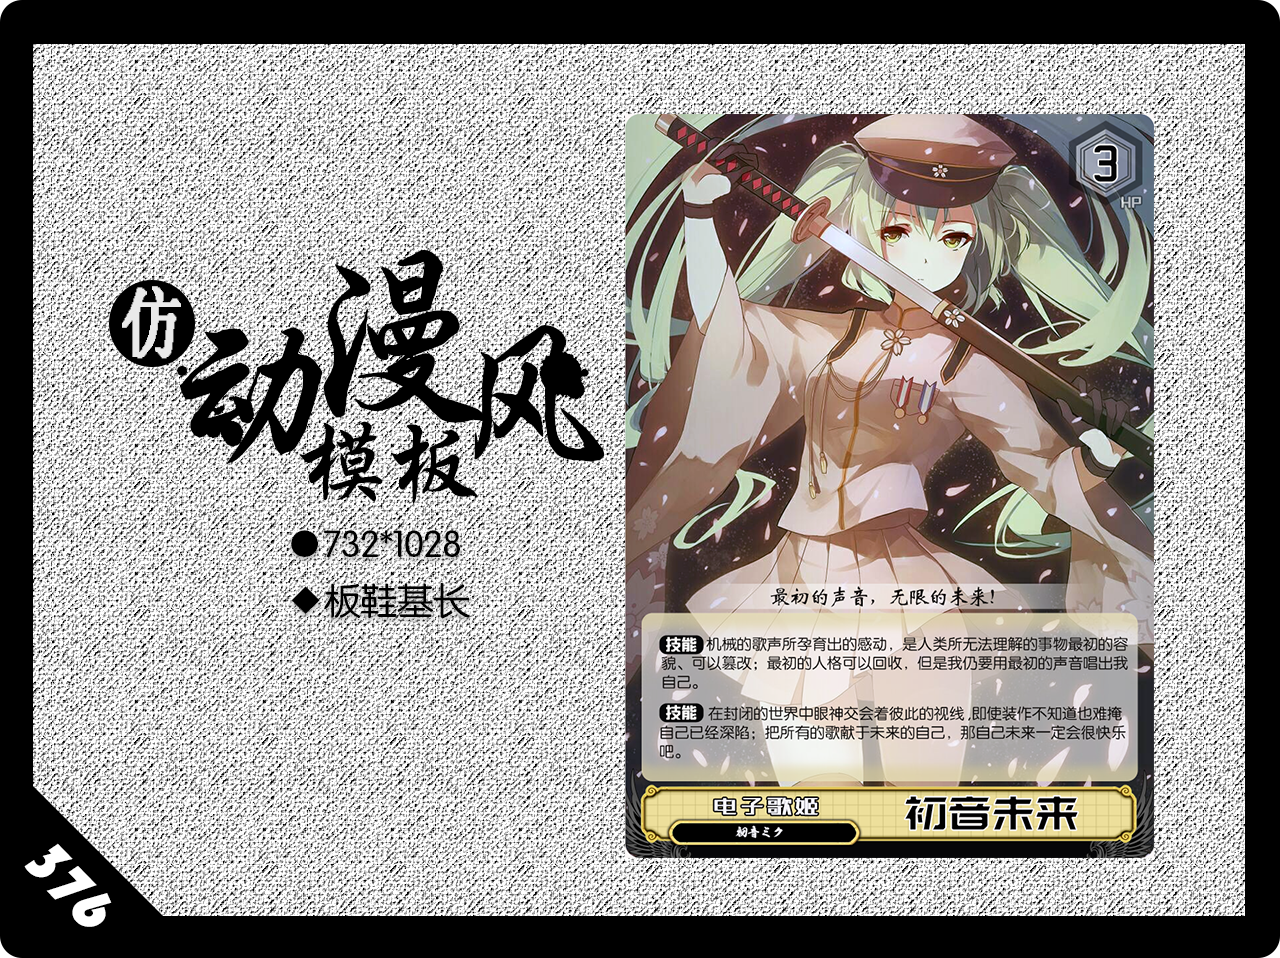 仿
动漫风
模板
●732*1028
◆板鞋基长
376
3
HP
最初的声音，无限的未来!
技能 机械的歌声所孕育出的感动，是人类所无法理解的事物最初的容
貌、可以篡改；最初的人格可以回收，但是我仍要用最初的声音唱出我
自己。
技能 在封闭的世界中眼神交会着彼此的视线,即使装作不知道也难掩
自己已经深陷；把所有的歌献于未来的自己，那自己未来一定会很快乐
吧。
电子歌姬
初音ミク
初音未来